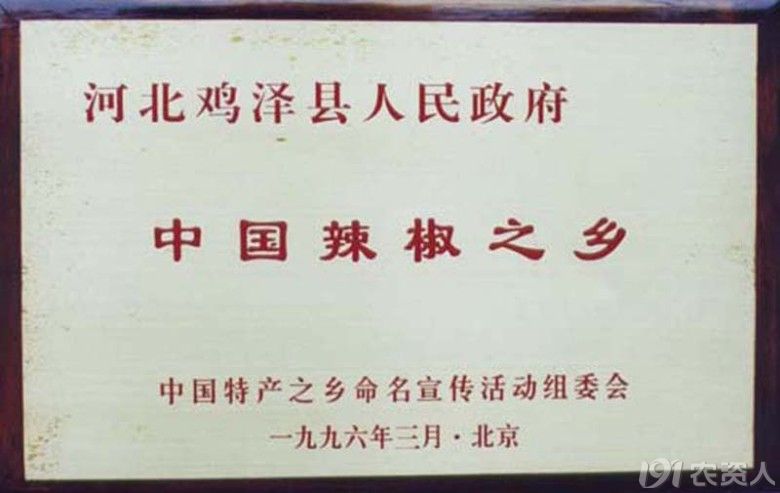 河北鸡泽县人民政府
中国辣椒之乡
中国特产之乡命名宣传活动组委会
一九九六年三月·北京
191农资人